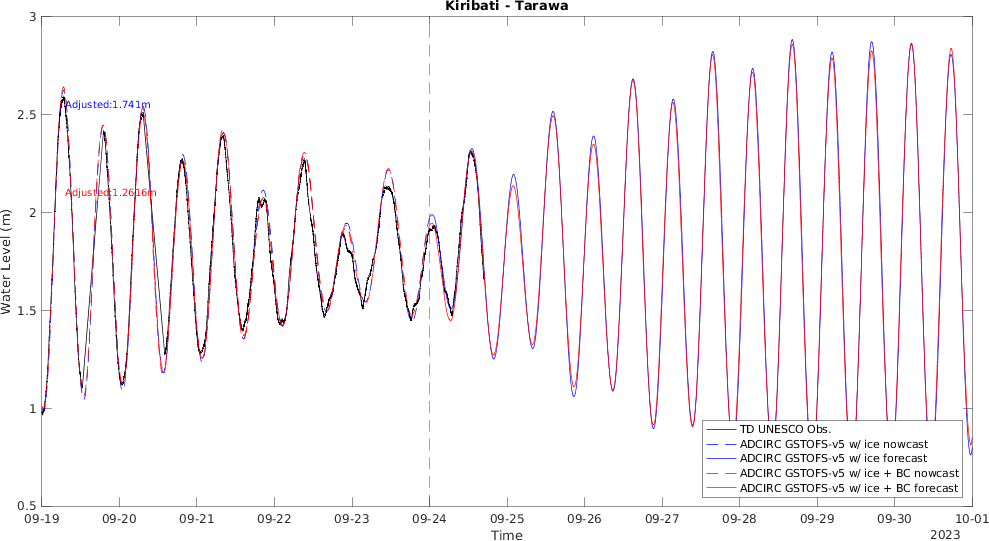 Kiribati - Tarawa
3
2.5
2
1.5
1
0.5
Water Level (m)
Adjusted:1.741m
Adjusted:1.2616m
TD UNESCO Obs.
ADCIRC GSTOFS-v5 w/ ice nowcast
ADCIRC GSTOFS-v5 w/ ice forecast
ADCIRC GSTOFS-v5 w/ ice + BC nowcast
ADCIRC GSTOFS-v5 w/ ice + BC forecast
09-19 09-20 09-21 09-22 09-23 09-24 09-25 09-26 09-27 09-28 09-29 09-30 10-01
Time
2023